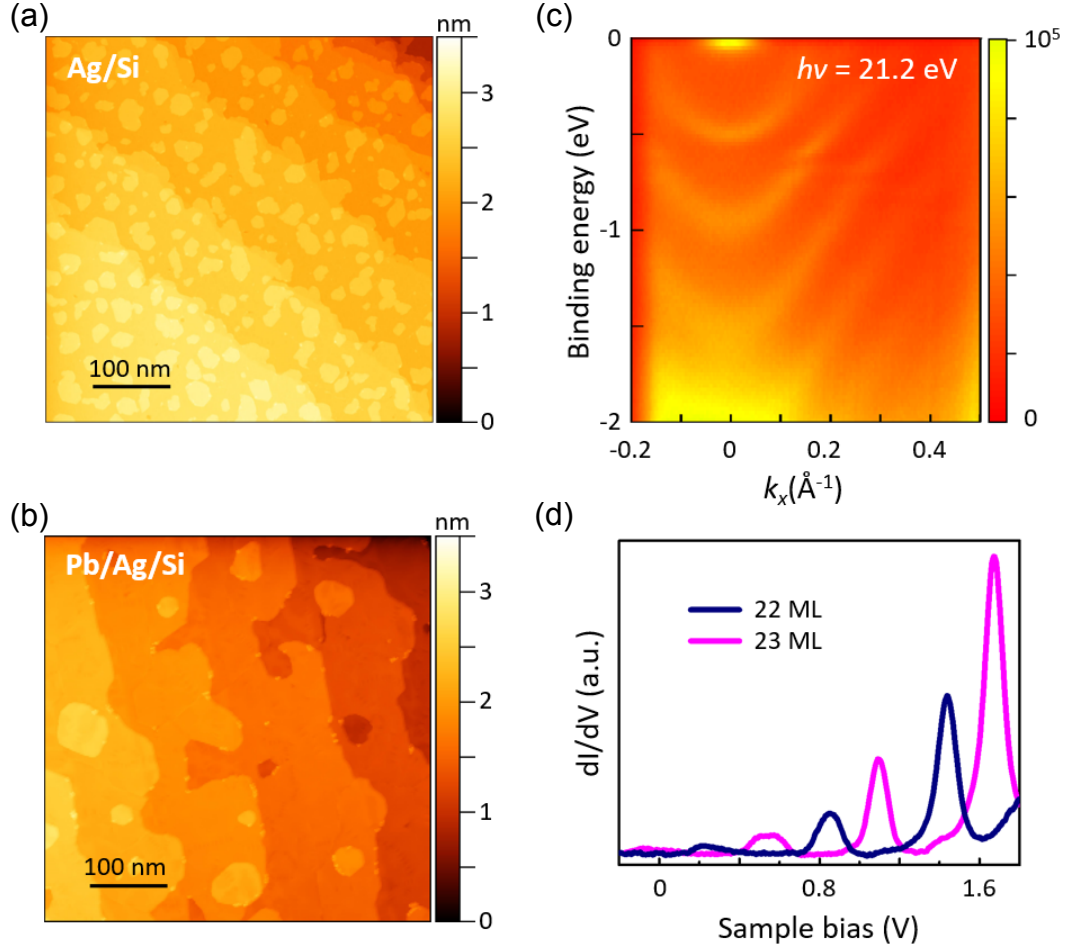 (a)
nm
Ag/Si
3
2
1
0
100 nm
(c)
Binding energy (eV)
0
-1
-2
hν = 21.2 eV
10⁵
0
-0.2
0
0.2
0.4
kₓ(Å⁻¹)
(b)
nm
Pb/Ag/Si
3
2
1
0
100 nm
(d)
dI/dV (a.u.)
22 ML
23 ML
0
0.8
1.6
Sample bias (V)